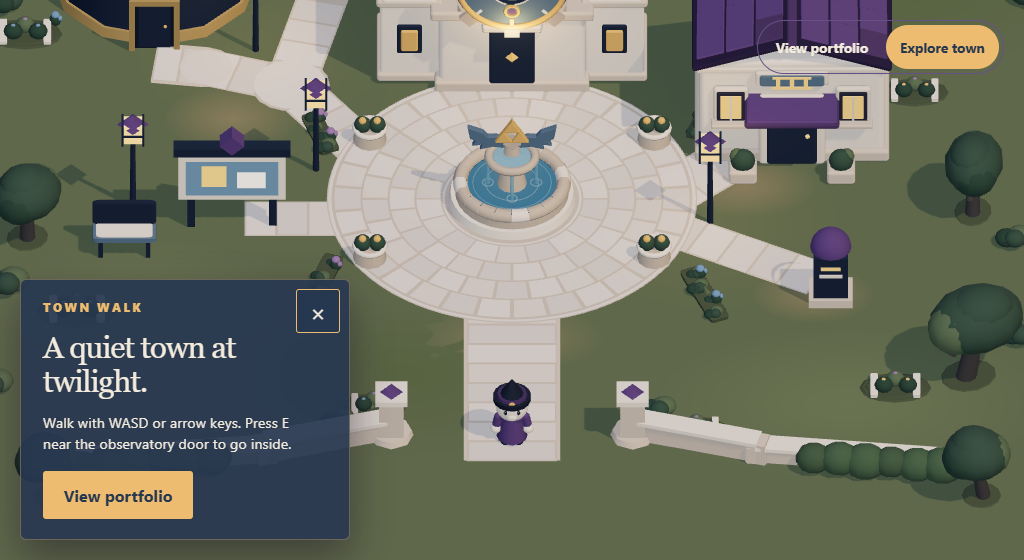 View portfolio
Explore town
TOWN WALK
×
A quiet town at
twilight.
Walk with WASD or arrow keys. Press E
near the observatory door to go inside.
View portfolio